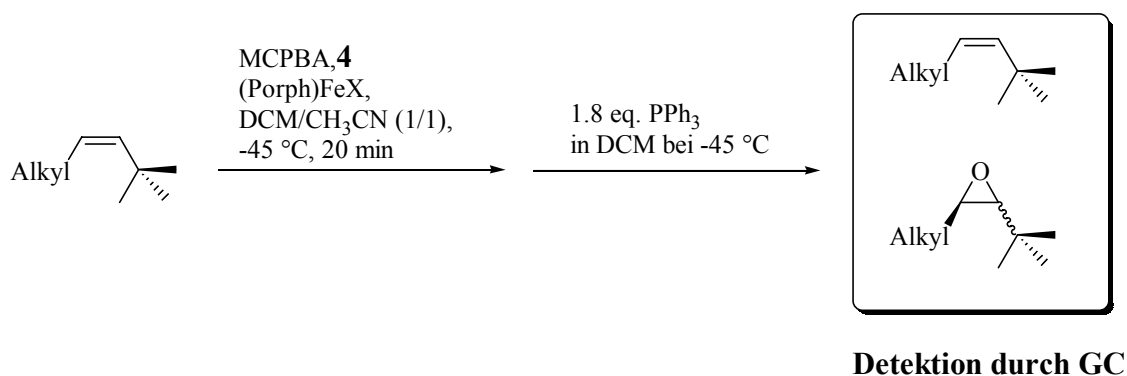 MCPBA,4
(Porph)FeX,
DCM/CH₃CN (1/1),
-45 °C, 20 min
Alkyl
1.8 eq. PPh₃
in DCM bei -45 °C
Alkyl
O
Alkyl
Detektion durch GC